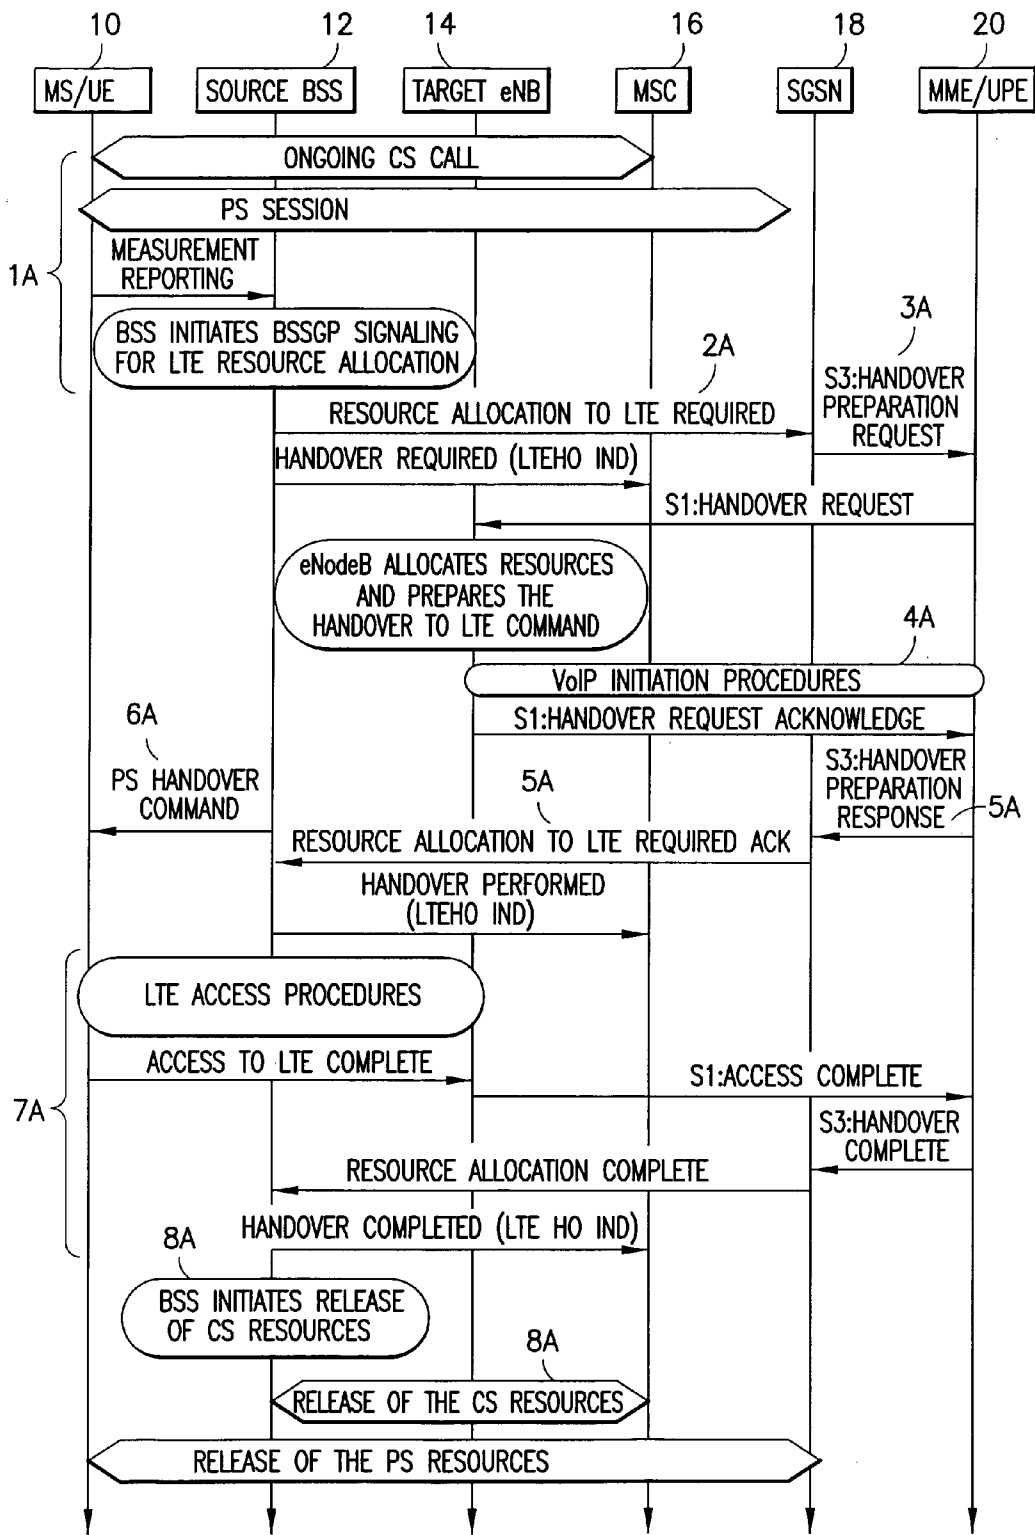 10
12
14
16
18
20
MS/UE
SOURCE BSS
TARGET eNB
MSC
SGSN
MME/UPE
ONGOING CS CALL
PS SESSION
MEASUREMENT
REPORTING
1A
BSS INITIATES BSSGP SIGNALING
FOR LTE RESOURCE ALLOCATION
2A
3A
RESOURCE ALLOCATION TO LTE REQUIRED
S3:HANDOVER
PREPARATION
REQUEST
HANDOVER REQUIRED (LTEHO IND)
S1:HANDOVER REQUEST
eNodeB ALLOCATES RESOURCES
AND PREPARES THE
HANDOVER TO LTE COMMAND
4A
VoIP INITIATION PROCEDURES
S1:HANDOVER REQUEST ACKNOWLEDGE
6A
PS HANDOVER
COMMAND
5A
S3:HANDOVER
PREPARATION
RESPONSE
5A
RESOURCE ALLOCATION TO LTE REQUIRED ACK
HANDOVER PERFORMED
(LTEHO IND)
LTE ACCESS PROCEDURES
ACCESS TO LTE COMPLETE
S1:ACCESS COMPLETE
7A
S3:HANDOVER
COMPLETE
RESOURCE ALLOCATION COMPLETE
HANDOVER COMPLETED (LTE HO IND)
8A
BSS INITIATES RELEASE
OF CS RESOURCES
8A
RELEASE OF THE CS RESOURCES
RELEASE OF THE PS RESOURCES